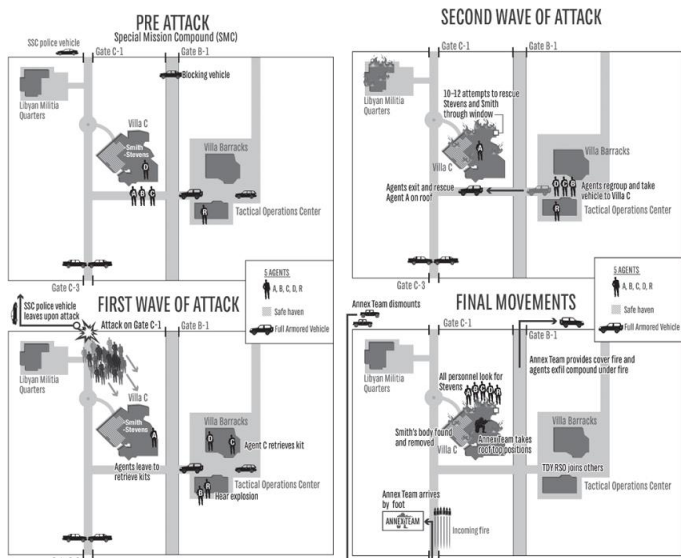 PRE ATTACK
Special Mission Compound (SMC)
SSC police vehicle
Gate C-1
Gate B-1
Blocking vehicle
Libyan Militia
Quarters
Villa C
Smith
Stevens
D
A B C
Villa Barracks
R
Tactical Operations Center
Gate C-3
5 AGENTS
A, B, C, D, R
Safe haven
Full Armored Vehicle
SECOND WAVE OF ATTACK
Gate C-1
Gate B-1
Libyan Militia
Quarters
10-12 attempts to rescue
Stevens and Smith
through window
A
Villa C
Villa Barracks
Agents exit and rescue
Agent A on roof
D C B
Agents regroup and take
vehicle to Villa C
R
Tactical Operations Center
Gate C-3
5 AGENTS
A, B, C, D, R
Safe haven
Full Armored Vehicle
FIRST WAVE OF ATTACK
SSC police vehicle
leaves upon attack
Attack on Gate C-1
Gate B-1
Libyan Militia
Quarters
Villa C
Smith
Stevens
Agents leave to
retrieve kits
Villa Barracks
D C
Agent C retrieves kit
B R
Hear explosion
Tactical Operations Center
FINAL MOVEMENTS
Annex Team dismounts
Gate C-1
Gate B-1
Annex Team provides cover fire and
agents exfil compound under fire
Libyan Militia
Quarters
All personnel look for
Stevens
A B C D R
Smith's body found
and removed
Villa C
Annex Team takes
roof top positions
Villa Barracks
TDY RSO joins others
Tactical Operations Center
Annex Team arrives
by foot
ANNEX TEAM
Incoming fire